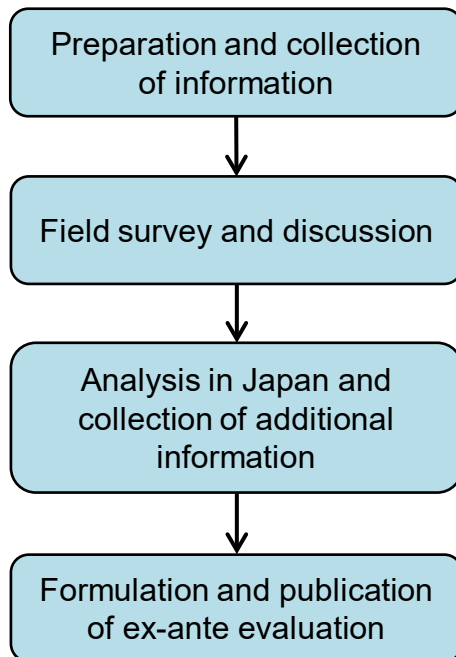 Preparation and collection
of information
Field survey and discussion
Analysis in Japan and
collection of additional
information
Formulation and publication
of ex-ante evaluation